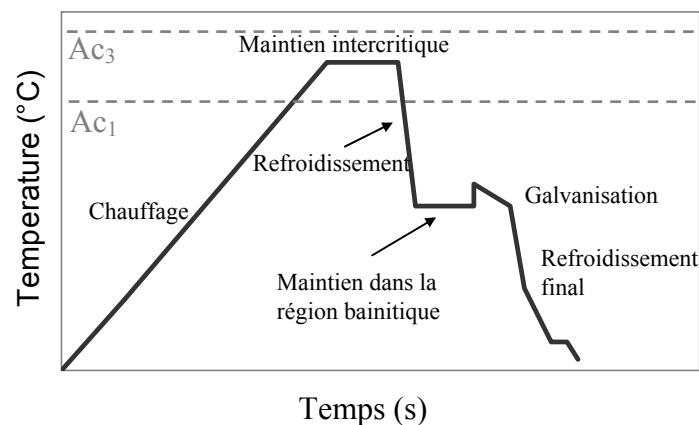 Ac3
Maintien intercritique
Ac1
Refroidissement
Chauffage
Galvanisation
Maintien dans la
région bainitique
Refroidissement
final
Temperature (°C)
Temps (s)